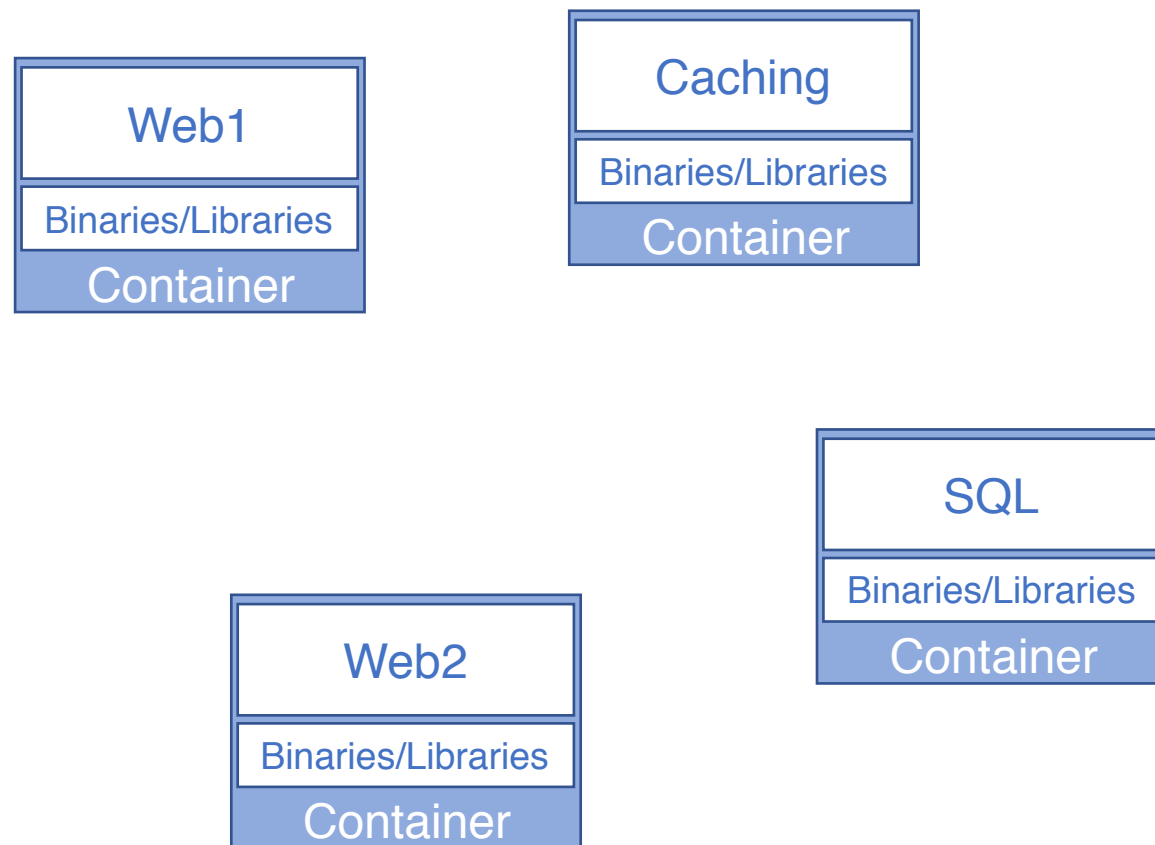 Web1
Binaries/Libraries
Container
Caching
Binaries/Libraries
Container
SQL
Binaries/Libraries
Container
Web2
Binaries/Libraries
Container